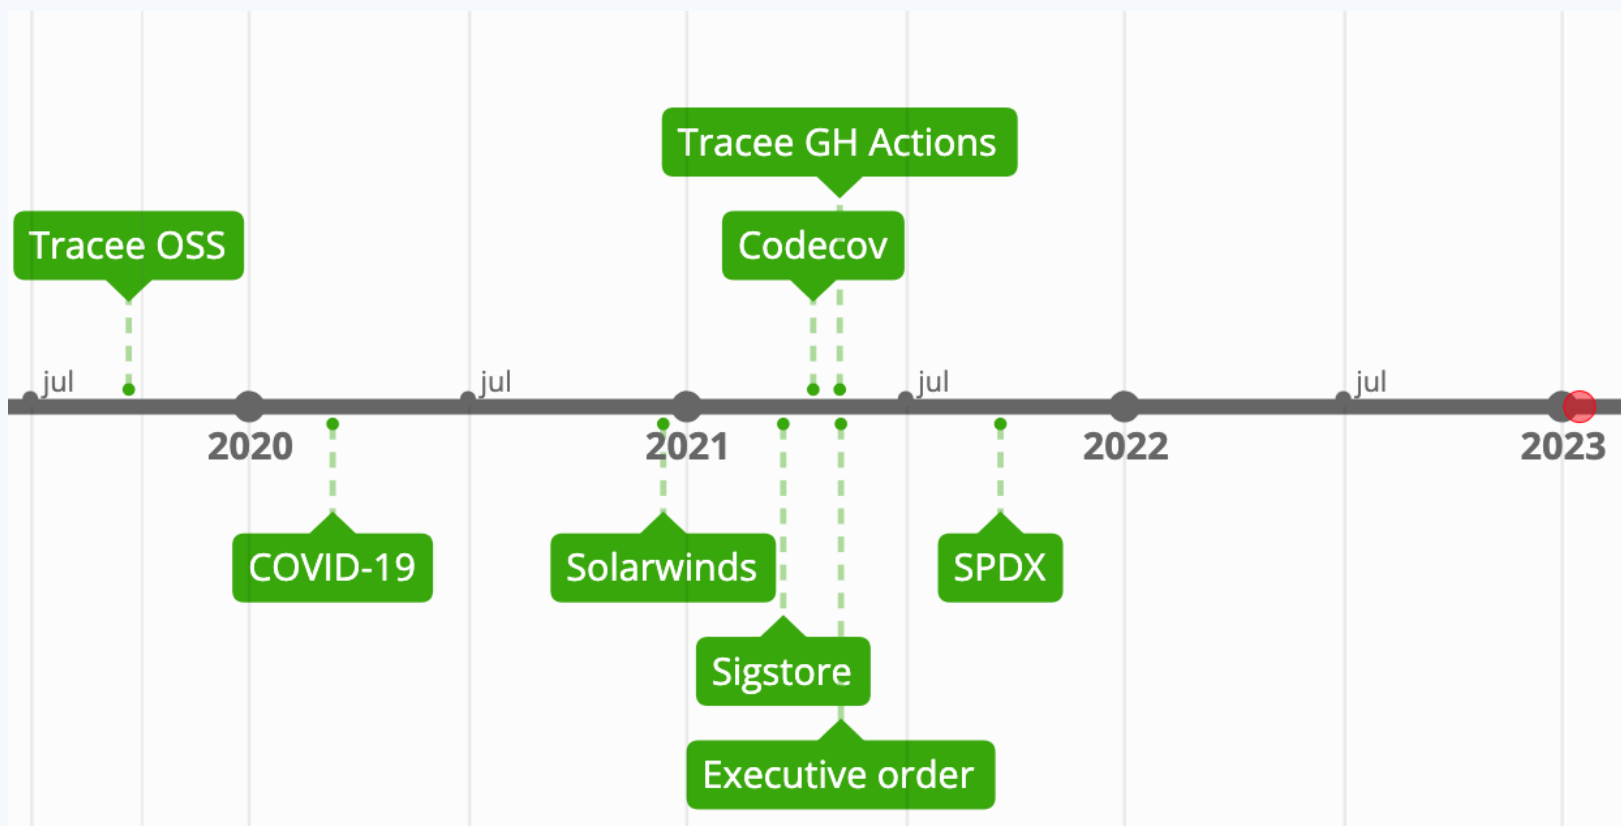 Tracee GH Actions
Tracee OSS
Codecov
jul
jul
jul
jul
2020
2021
2022
2023
COVID-19
Solarwinds
SPDX
Sigstore
Executive order